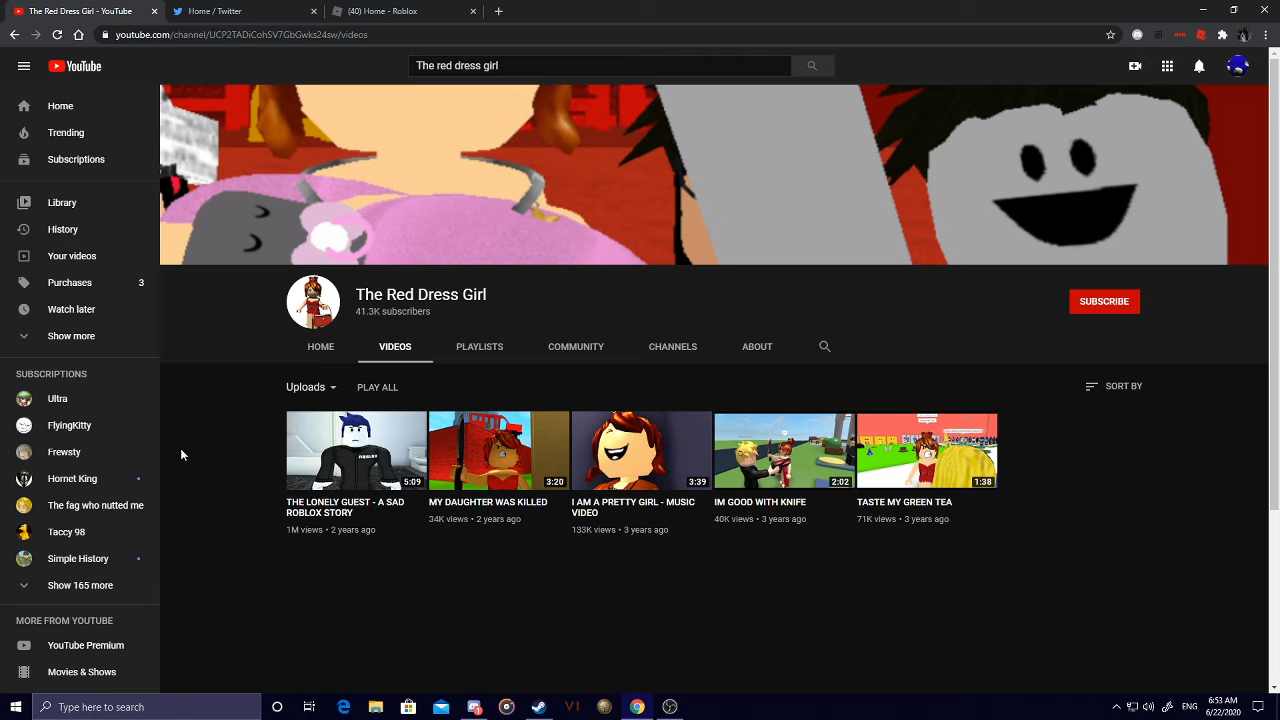 The Red Dress Girl - YouTube
Home / Twitter
(40) Home - Roblox
youtube.com/channel/UCP2TADiCohSV7GbGwks24sw/videos
YouTube
The red dress girl
Home
Trending
Subscriptions
Library
History
Your videos
Purchases 3
Watch later
Show more
SUBSCRIPTIONS
Ultra
FlyingKitty
Frewsty
Hornet King
The fag who nutted me
Taccy 98
Simple History
Show 165 more
MORE FROM YOUTUBE
YouTube Premium
Movies & Shows
The Red Dress Girl
41.3K subscribers
SUBSCRIBE
HOME VIDEOS PLAYLISTS COMMUNITY CHANNELS ABOUT
Uploads PLAY ALL SORT BY
5:09 3:20 3:39 2:02 1:38
THE LONELY GUEST - A SAD
ROBLOX STORY
1M views • 2 years ago
MY DAUGHTER WAS KILLED
34K views • 2 years ago
I AM A PRETTY GIRL - MUSIC
VIDEO
133K views • 3 years ago
IM GOOD WITH KNIFE
40K views • 3 years ago
TASTE MY GREEN TEA
71K views • 3 years ago
Type here to search
ENG
6:53 AM
6/22/2020